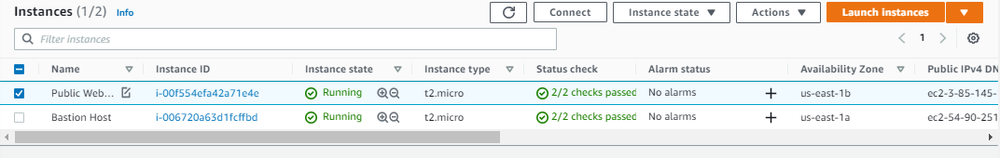 Instances (1/2) Info Connect Instance state Actions Launch instances
Filter instances 1
Name Instance ID Instance state Instance type Status check Alarm status Availability Zone Public IPv4 DN
Public Web... i-00f554efa42a71e4e Running t2.micro 2/2 checks passed No alarms us-east-1b ec2-3-85-145-
Bastion Host i-006720a63d1fcffbd Running t2.micro 2/2 checks passed No alarms us-east-1a ec2-54-90-251